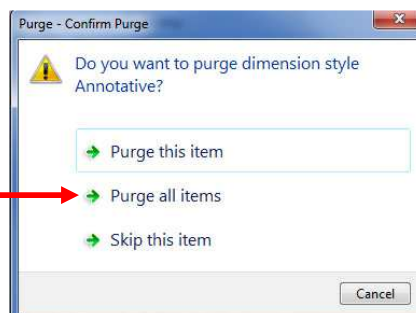 Purge - Confirm Purge
Do you want to purge dimension style
Annotative?
Purge this item
Purge all items
Skip this item
Cancel